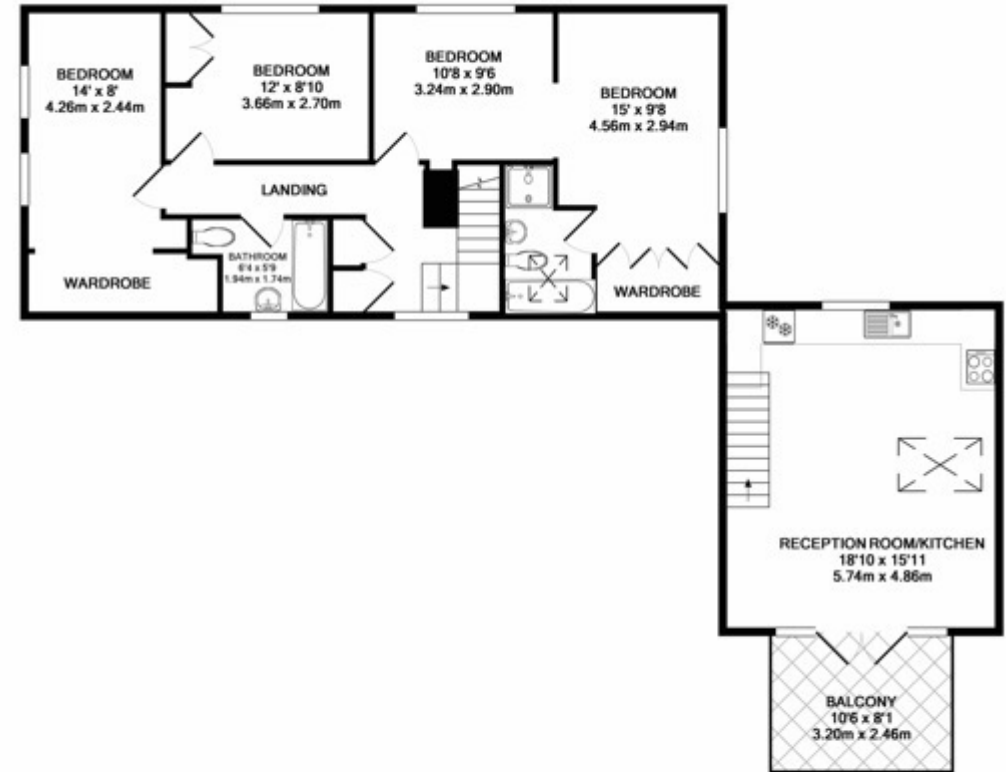 BEDROOM
14' x 8'
4.26m x 2.44m
BEDROOM
12' x 8'10
3.66m x 2.70m
BEDROOM
10'8 x 9'6
3.24m x 2.90m
BEDROOM
15' x 9'8
4.56m x 2.94m
LANDING
BATHROOM
6'4 x 5'9
1.94m x 1.74m
WARDROBE
WARDROBE
RECEPTION ROOM/KITCHEN
18'10 x 15'11
5.74m x 4.86m
BALCONY
10'6 x 8'1
3.20m x 2.46m